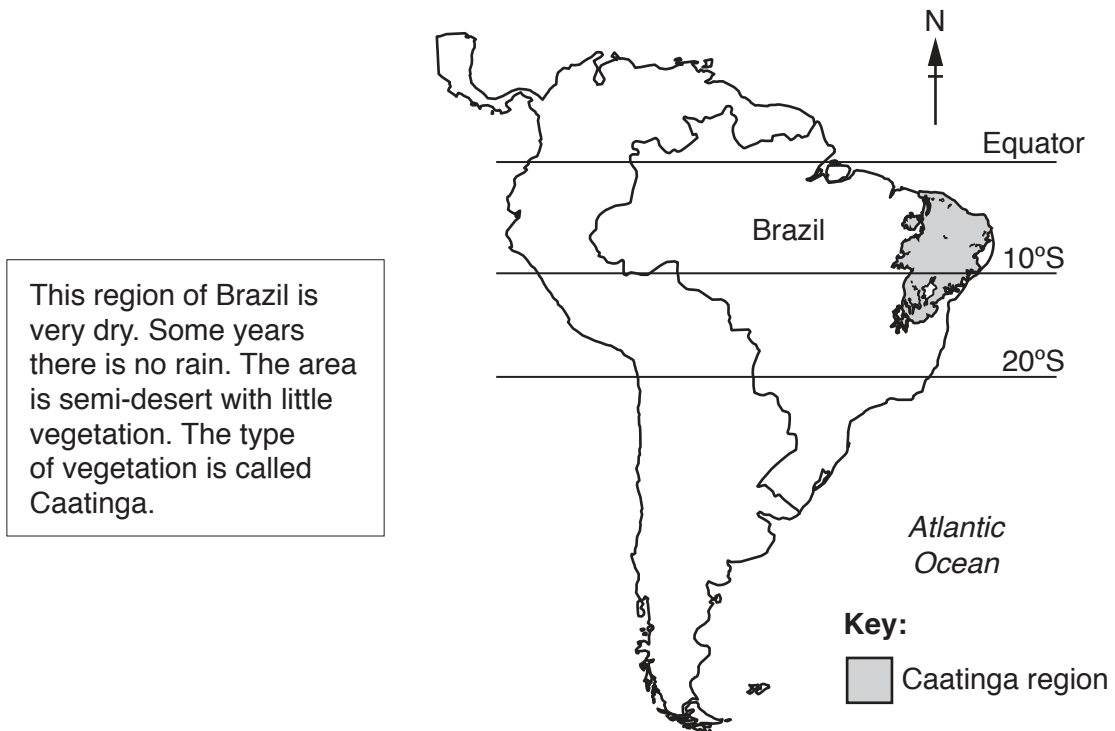 N
Equator
Brazil
10ºS
20ºS
This region of Brazil is
very dry. Some years
there is no rain. The area
is semi-desert with little
vegetation. The type
of vegetation is called
Caatinga.
Atlantic
Ocean
Key:
Caatinga region